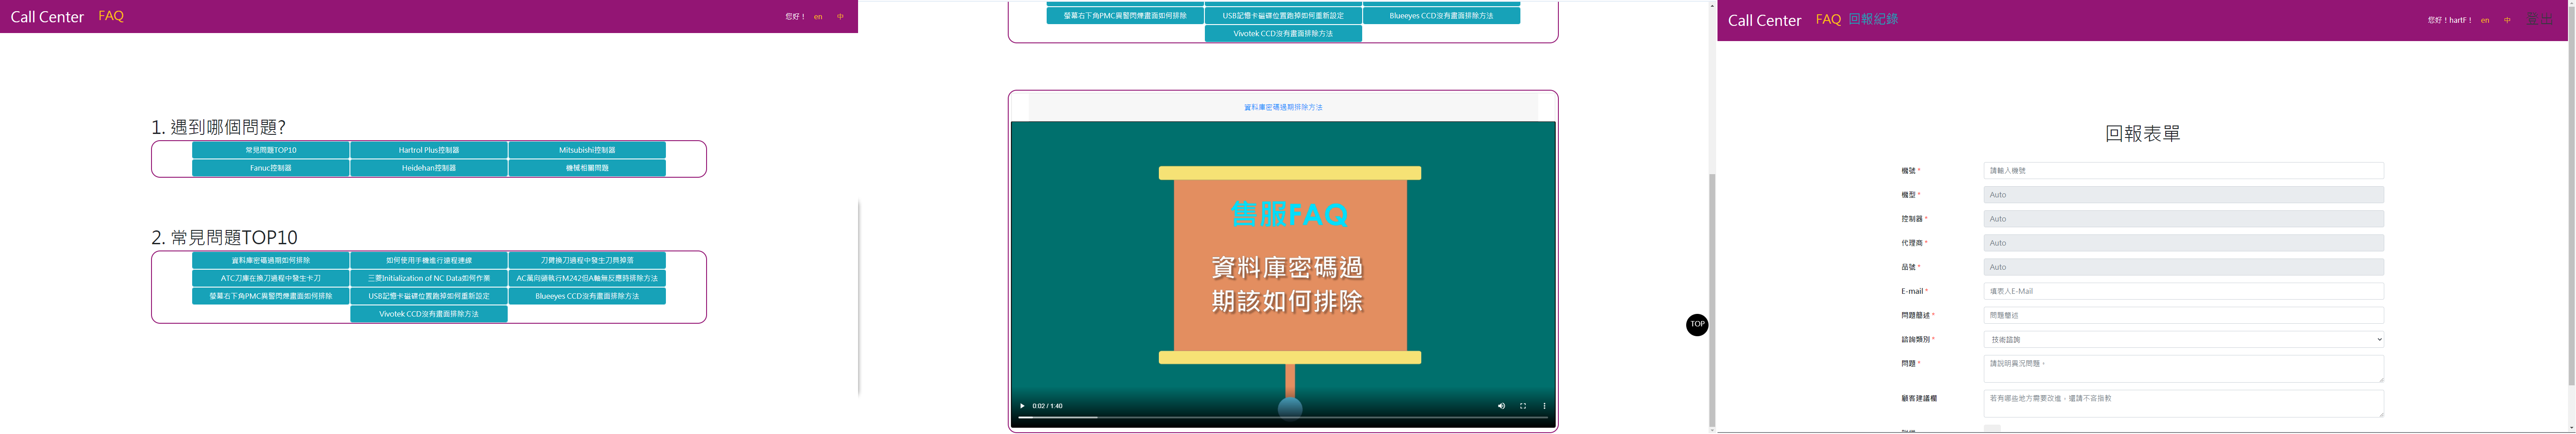 Call Center FAQ 您好! en 中
1. 遇到哪個問題?
常見問題TOP10 Hartrol Plus控制器 Mitsubishi控制器
Fanuc控制器 Heidehan控制器 機械相關問題
2. 常見問題TOP10
資料庫密碼過期如何排除 如何使用手機進行遠程連線 刀臂換刀過程中發生刀具掉落
ATC刀庫在換刀過程中發生卡刀 三菱Initialization of NC Data如何作業 AC萬向頭執行M242但A軸無反應時排除方法
螢幕右下角PMC異警閃爍畫面如何排除 USB記憶卡磁碟位置跑掉如何重新設定 Blueeyes CCD沒有畫面排除方法
Vivotek CCD沒有畫面排除方法
螢幕右下角PMC異警閃爍畫面如何排除 USB記憶卡磁碟位置跑掉如何重新設定 Blueeyes CCD沒有畫面排除方法
Vivotek CCD沒有畫面排除方法
資料庫密碼過期排除方法
售服FAQ
資料庫密碼過
期該如何排除
0:02 / 1:40
TOP
Call Center FAQ 回報紀錄 您好!hartF! en 中 登出
回報表單
機號 * 請輸入機號
機型 * Auto
控制器 * Auto
代理商 * Auto
品號 * Auto
E-mail * 填表人E-Mail
問題簡述 * 問題簡述
諮詢類別 * 技術諮詢
問題 * 請說明異況問題。
顧客建議欄 若有哪些地方需要改進,還請不吝指教